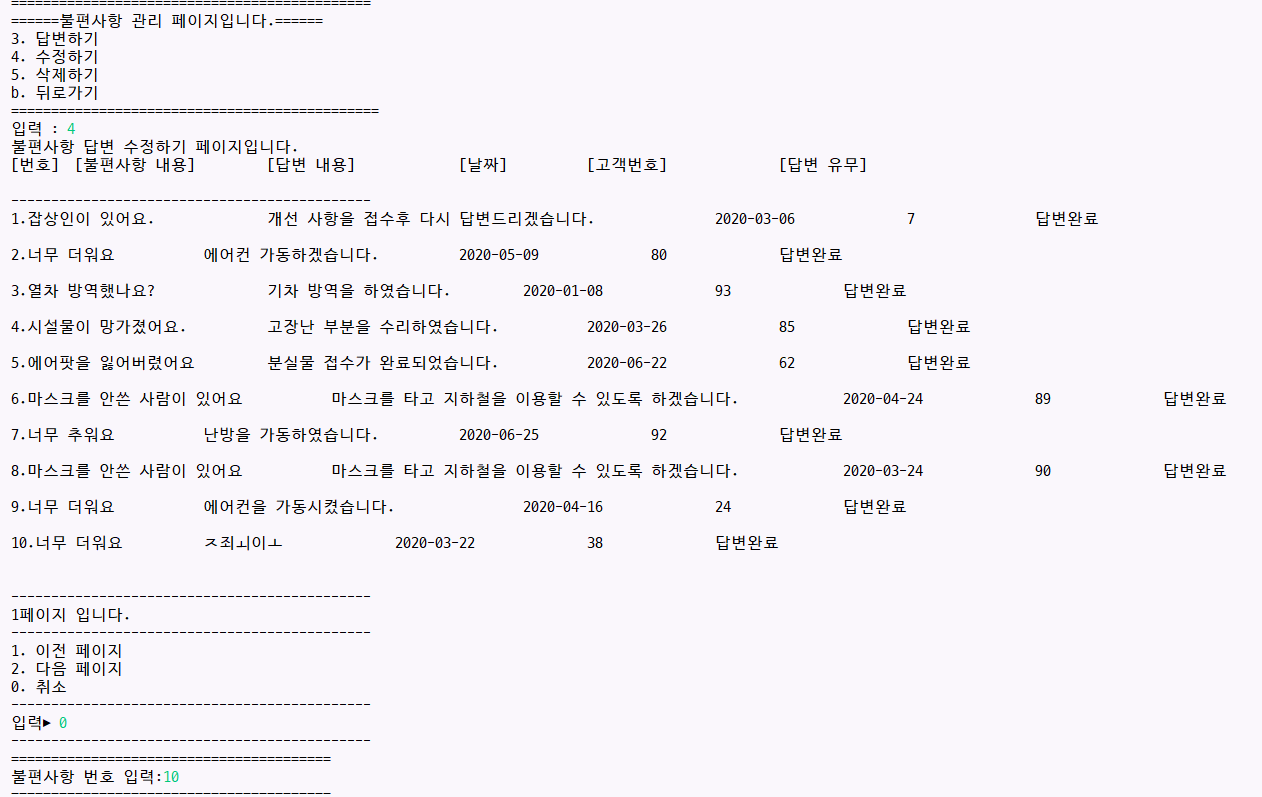 =============================================
======불편사항 관리 페이지입니다.======
3. 답변하기
4. 수정하기
5. 삭제하기
b. 뒤로가기
==============================================
입력 : 4
불편사항 답변 수정하기 페이지입니다.
[번호] [불편사항 내용] [답변 내용] [날짜] [고객번호] [답변 유무]
---------------------------------------------
1.잡상인이 있어요. 개선 사항을 접수후 다시 답변드리겠습니다. 2020-03-06 7 답변완료
2.너무 더워요 에어컨 가동하겠습니다. 2020-05-09 80 답변완료
3.열차 방역했나요? 기차 방역을 하였습니다. 2020-01-08 93 답변완료
4.시설물이 망가졌어요. 고장난 부분을 수리하였습니다. 2020-03-26 85 답변완료
5.에어팟을 잃어버렸어요 분실물 접수가 완료되었습니다. 2020-06-22 62 답변완료
6.마스크를 안쓴 사람이 있어요 마스크를 타고 지하철을 이용할 수 있도록 하겠습니다. 2020-04-24 89 답변완료
7.너무 추워요 난방을 가동하였습니다. 2020-06-25 92 답변완료
8.마스크를 안쓴 사람이 있어요 마스크를 타고 지하철을 이용할 수 있도록 하겠습니다. 2020-03-24 90 답변완료
9.너무 더워요 에어컨을 가동시켰습니다. 2020-04-16 24 답변완료
10.너무 더워요 ㅈ죄ㅚ이ㅗ 2020-03-22 38 답변완료
---------------------------------------------
1페이지 입니다.
---------------------------------------------
1. 이전 페이지
2. 다음 페이지
0. 취소
---------------------------------------------
입력▶ 0
---------------------------------------------
========================================
불편사항 번호 입력:10
========================================